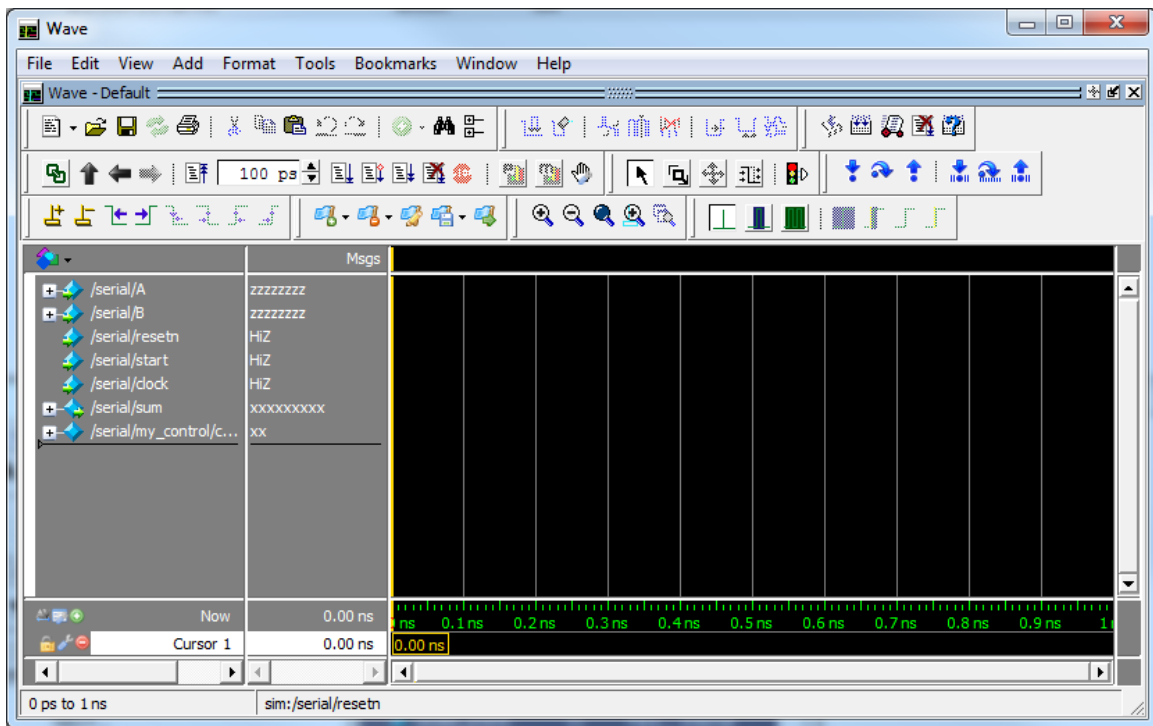 Wave
File Edit View Add Format Tools Bookmarks Window Help
Wave - Default
100 ps
Msgs
/serial/A zzzzzzzz
/serial/B zzzzzzzz
/serial/resetn HiZ
/serial/start HiZ
/serial/clock HiZ
/serial/sum xxxxxxxxx
/serial/my_control/c... xx
Now 0.00 ns
ns 0.1 ns 0.2 ns 0.3 ns 0.4 ns 0.5 ns 0.6 ns 0.7 ns 0.8 ns 0.9 ns 1
Cursor 1 0.00 ns 0.00 ns
0 ps to 1 ns sim:/serial/resetn